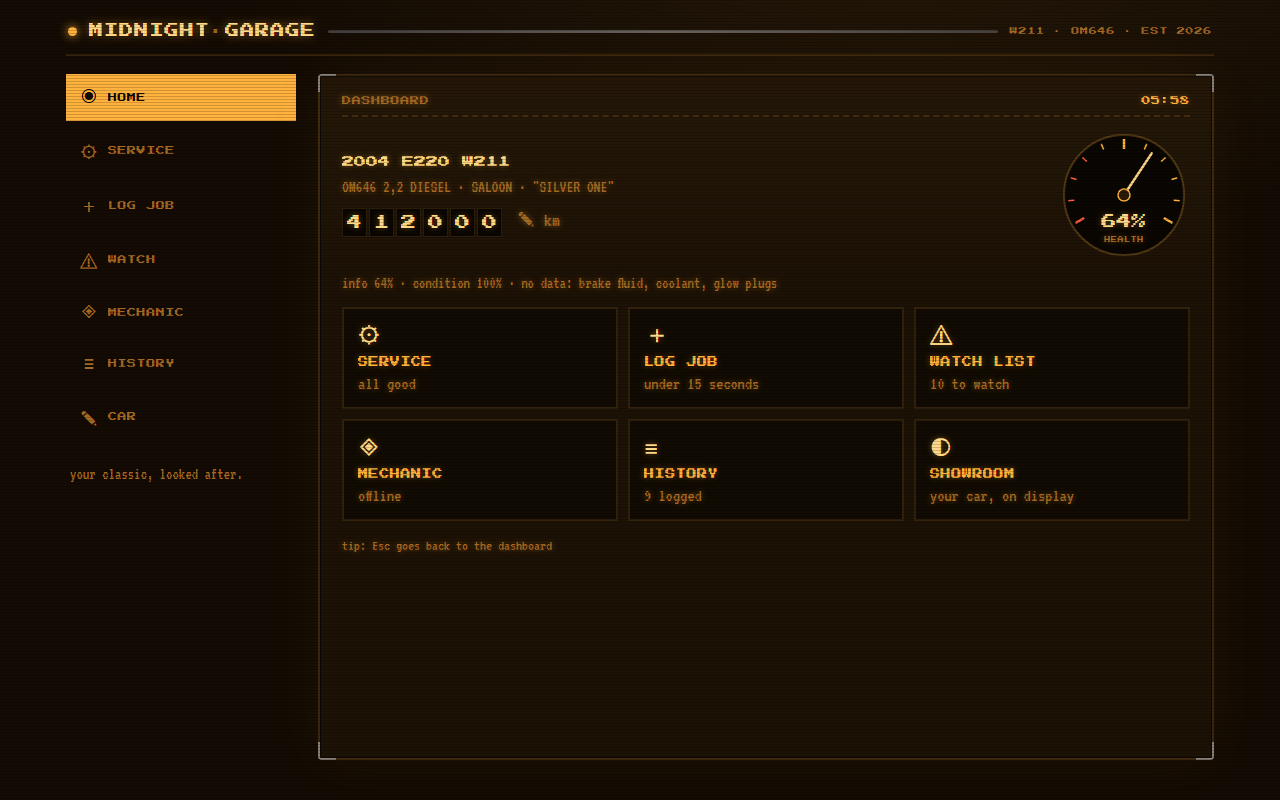 MIDNIGHT·GARAGE
W211 · OM646 · EST 2026
HOME
SERVICE
LOG JOB
WATCH
MECHANIC
HISTORY
CAR
your classic, looked after.
DASHBOARD
05:58
2004 E220 W211
OM646 2,2 DIESEL · SALOON · "SILVER ONE"
412000 km
64%
HEALTH
info 64% · condition 100% · no data: brake fluid, coolant, glow plugs
SERVICE
all good
LOG JOB
under 15 seconds
WATCH LIST
10 to watch
MECHANIC
offline
HISTORY
9 logged
SHOWROOM
your car, on display
tip: Esc goes back to the dashboard